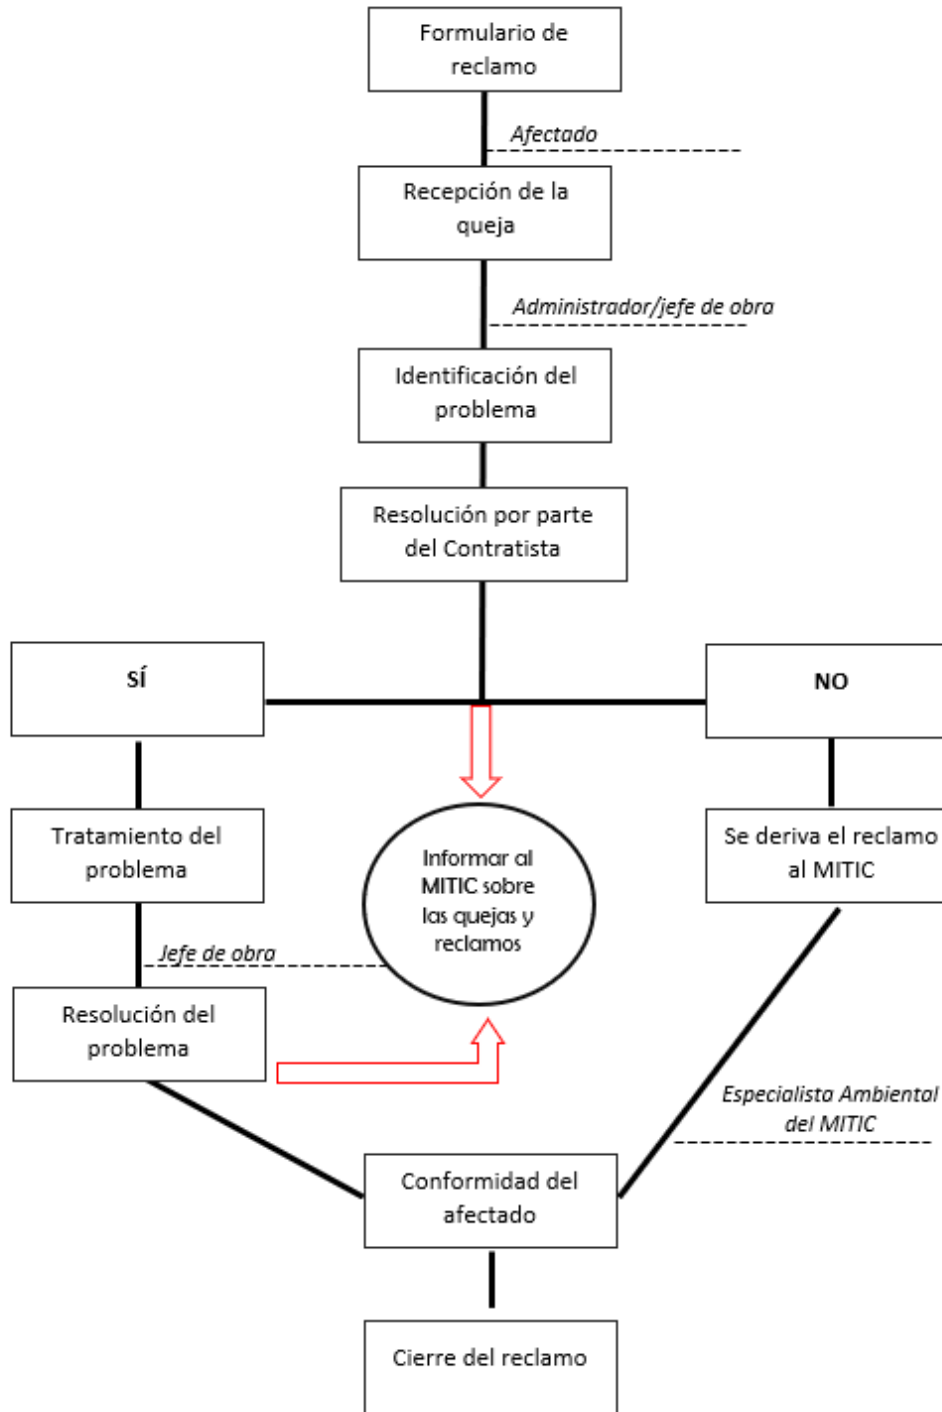 Formulario de
reclamo
Afectado
Recepción de la
queja
Administrador/jefe de obra
Identificación del
problema
Resolución por parte
del Contratista
SÍ
NO
Tratamiento del
problema
Informar al
MITIC sobre
las quejas y
reclamos
Se deriva el reclamo
al MITIC
Jefe de obra
Resolución del
problema
Especialista Ambiental
del MITIC
Conformidad del
afectado
Cierre del reclamo